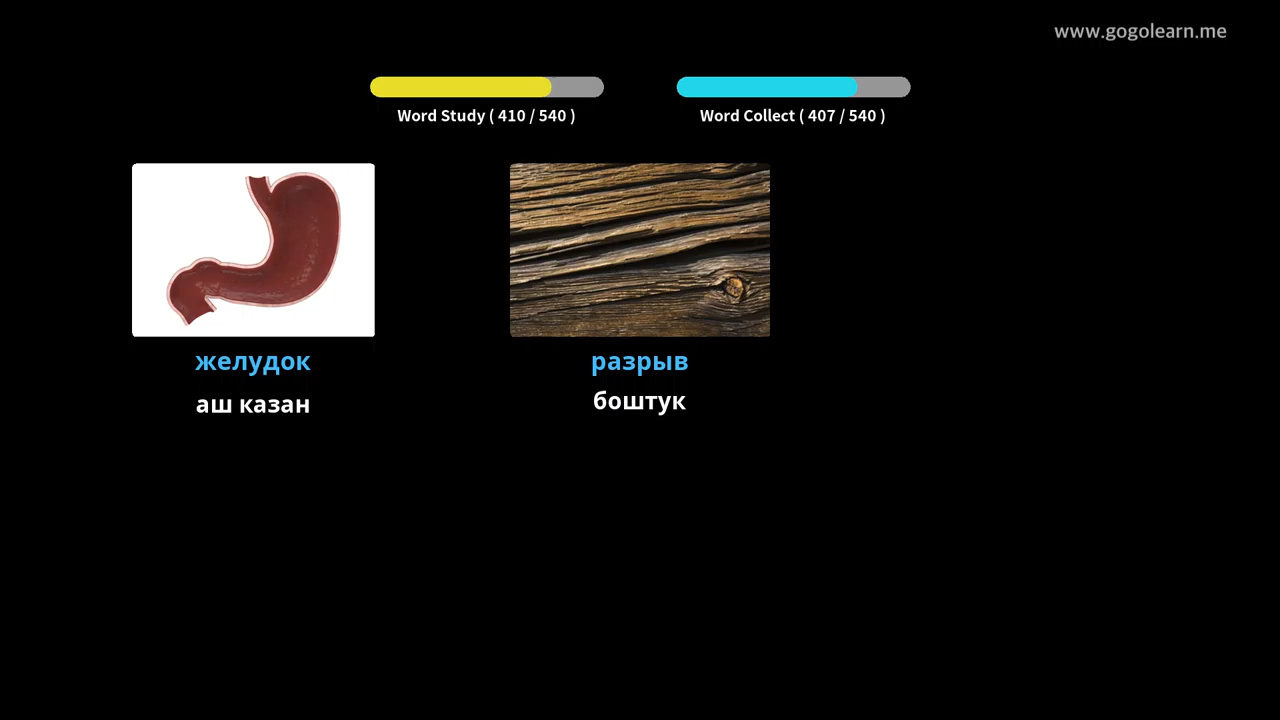 www.gogolearn.me
Word Study ( 410 / 540 )
Word Collect ( 407 / 540 )
желудок
разрыв
аш казан
боштук